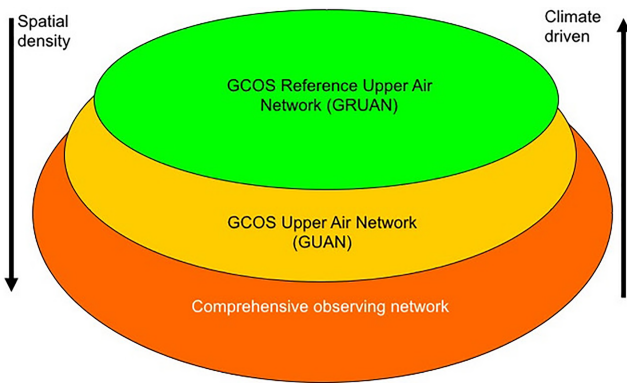 Spatial
density
Climate
driven
GCOS Reference Upper Air
Network (GRUAN)
GCOS Upper Air Network
(GUAN)
Comprehensive observing network